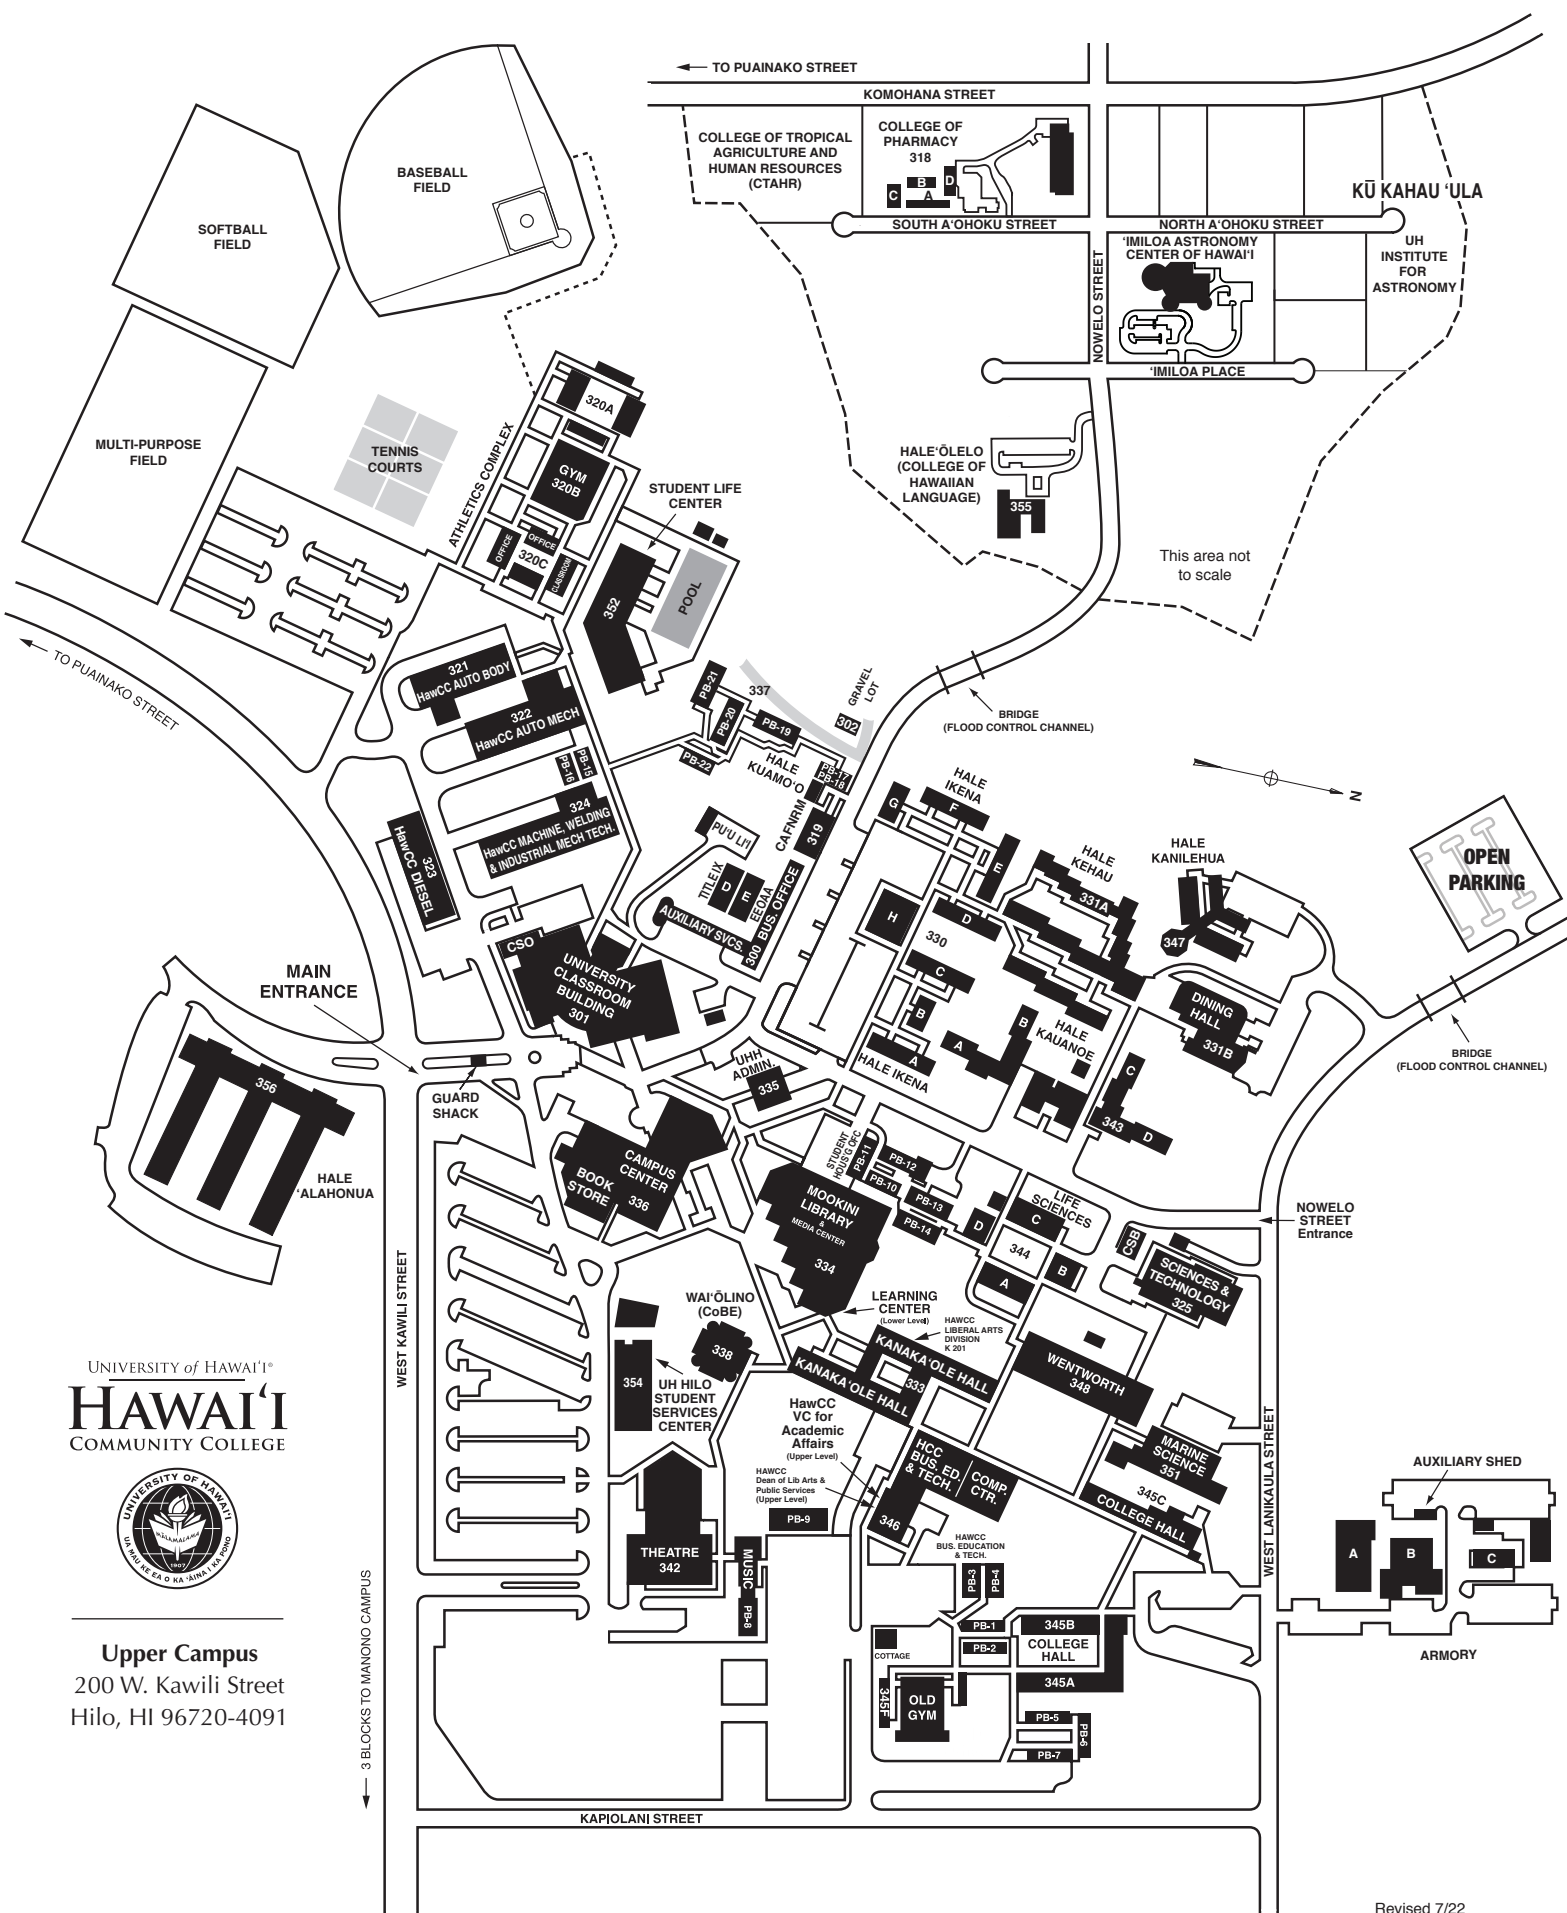 TO PUAINAKO STREET
KOMOHANA STREET
COLLEGE OF TROPICAL
AGRICULTURE AND
HUMAN RESOURCES
(CTAHR)
COLLEGE OF
PHARMACY
318
B
D
C
A
KŪ KAHAU ‘ULA
SOUTH A‘OHOKU STREET
NORTH A‘OHOKU STREET
‘IMILOA ASTRONOMY
CENTER OF HAWAI‘I
UH
INSTITUTE
FOR
ASTRONOMY
NOWELO STREET
‘IMILOA PLACE
BASEBALL
FIELD
SOFTBALL
FIELD
MULTI-PURPOSE
FIELD
TENNIS
COURTS
ATHLETICS COMPLEX
320A
GYM
320B
OFFICE
OFFICE
320C
CLASSROOM
STUDENT LIFE
CENTER
352
POOL
HALE‘ŌLELO
(COLLEGE OF
HAWAIIAN
LANGUAGE)
355
This area not
to scale
TO PUAINAKO STREET
321
HawCC AUTO BODY
322
HawCC AUTO MECH
PB-16
PB-15
324
HawCC MACHINE, WELDING
& INDUSTRIAL MECH TECH.
323
HawCC DIESEL
PB-21
337
PB-20
PB-19
PB-22
HALE
KUAMO‘O
GRAVEL
LOT
302
PB-17
PB-18
CAFNRM
319
BRIDGE
(FLOOD CONTROL CHANNEL)
PU‘U LI‘I
TITLE IX
D
E
EEOAA
BUS. OFFICE
300
AUXILIARY SVCS.
HALE
IKENA
G
F
E
H
D
330
C
B
A
HALE IKENA
HALE
KEHAU
331A
HALE
KANILEHUA
347
N
OPEN
PARKING
DINING
HALL
331B
B
A
HALE
KAUANOE
C
343
D
BRIDGE
(FLOOD CONTROL CHANNEL)
CSO
UNIVERSITY
CLASSROOM
BUILDING
301
MAIN
ENTRANCE
GUARD
SHACK
356
HALE
‘ALAHONUA
UHH
ADMIN.
335
CAMPUS
CENTER
BOOK
STORE
336
STUDENT
HOUS'G OFC
PB-11
PB-12
PB-10
PB-13
PB-14
MOOKINI
LIBRARY
&
MEDIA CENTER
334
LIFE
SCIENCES
D
C
344
B
A
CSB
SCIENCES &
TECHNOLOGY
325
NOWELO
STREET
Entrance
WEST KAWILI STREET
WAI‘ŌLINO
(CoBE)
338
LEARNING
CENTER
(Lower Level)
HAWCC
LIBERAL ARTS
DIVISION
K 201
KANAKA‘OLE HALL
333
KANAKA‘OLE HALL
WENTWORTH
348
354
UH HILO
STUDENT
SERVICES
CENTER
HawCC
VC for
Academic
Affairs
(Upper Level)
HAWCC
Dean of Lib Arts &
Public Services
(Upper Level)
HCC
BUS. ED.
& TECH.
COMP.
CTR.
346
MARINE
SCIENCE
351
345C
COLLEGE HALL
WEST LANIKAULA STREET
AUXILIARY SHED
A
B
C
ARMORY
PB-9
THEATRE
342
MUSIC
PB-8
HAWCC
BUS. EDUCATION
& TECH.
PB-3
PB-4
PB-1
PB-2
345B
COLLEGE
HALL
345A
COTTAGE
345F
OLD
GYM
PB-5
PB-6
PB-7
UNIVERSITY of HAWAI‘I®
HAWAI‘I
COMMUNITY COLLEGE
UNIVERSITY OF HAWAI‘I
MĀLAMALAMA
1907
UA MAU KE EA O KA ‘ĀINA I KA PONO
Upper Campus
200 W. Kawili Street
Hilo, HI 96720-4091
3 BLOCKS TO MANONO CAMPUS
KAPIOLANI STREET
Revised 7/22